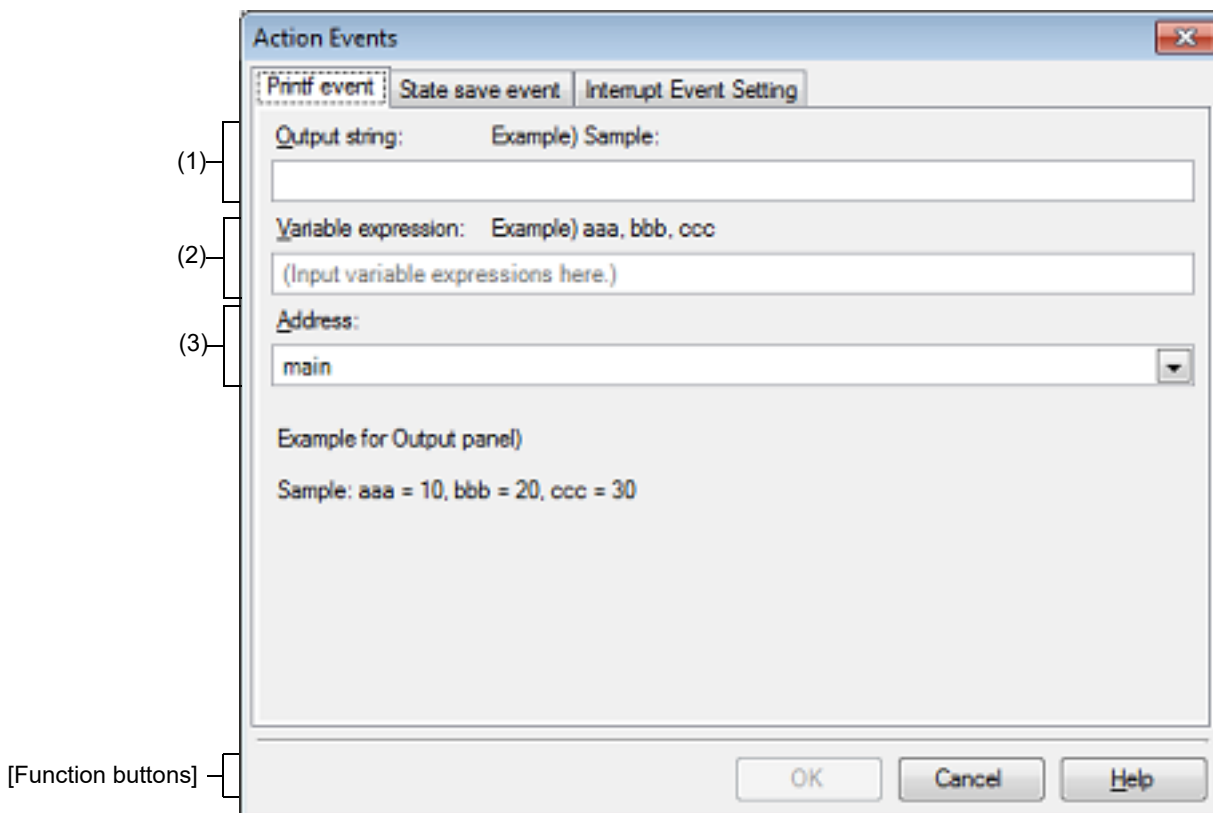 Action Events
Printf event State save event Interrupt Event Setting
(1) Output string: Example) Sample:
(2) Variable expression: Example) aaa, bbb, ccc
(Input variable expressions here.)
(3) Address:
main
Example for Output panel)
Sample: aaa = 10, bbb = 20, ccc = 30
[Function buttons] OK Cancel Help